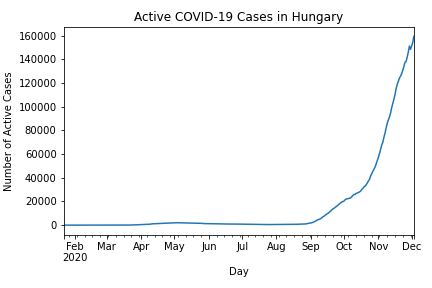 Active COVID-19 Cases in Hungary
Number of Active Cases
160000
140000
120000
100000
80000
60000
40000
20000
0
Feb Mar Apr May Jun Jul Aug Sep Oct Nov Dec
2020
Day